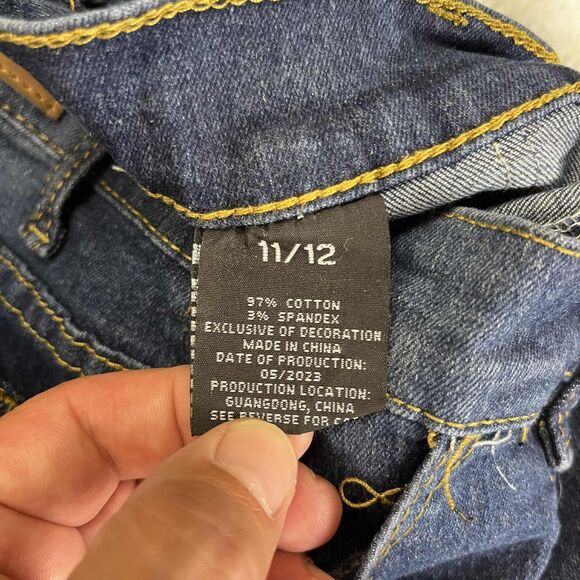 11/12
97% COTTON
3% SPANDEX
EXCLUSIVE OF DECORATION
MADE IN CHINA
DATE OF PRODUCTION:
05/2023
PRODUCTION LOCATION:
GUANGDONG, CHINA
SEE REVERSE FOR